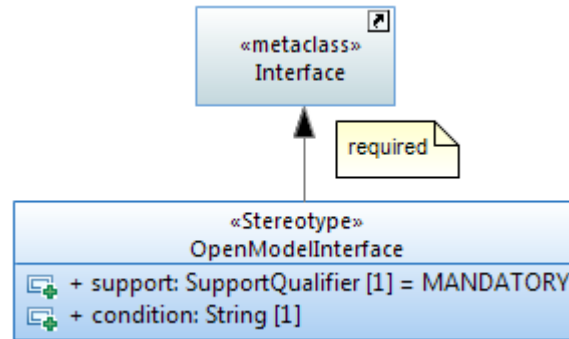 «metaclass»
Interface
required
«Stereotype»
OpenModelInterface
+ support: SupportQualifier [1] = MANDATORY
+ condition: String [1]